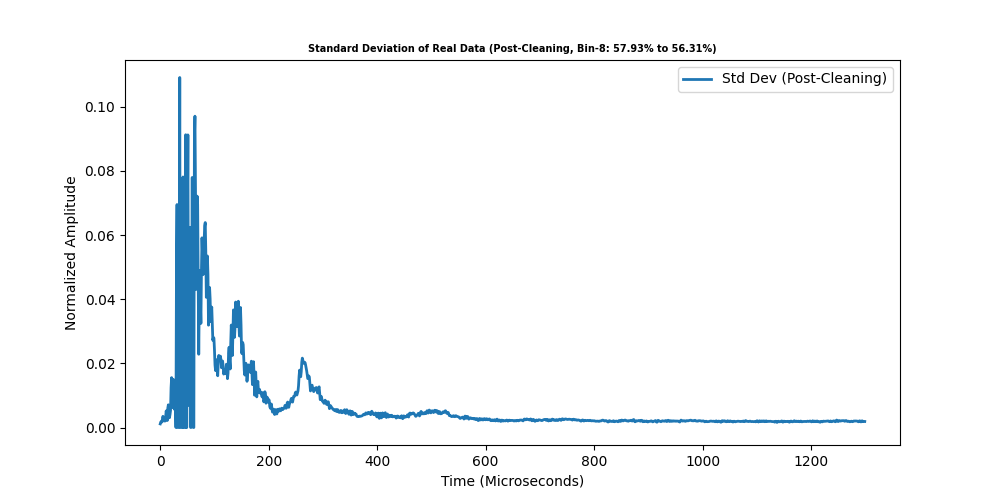 Standard Deviation of Real Data (Post-Cleaning, Bin-8: 57.93% to 56.31%)
Std Dev (Post-Cleaning)
Normalized Amplitude
0.10
0.08
0.06
0.04
0.02
0.00
0 200 400 600 800 1000 1200
Time (Microseconds)